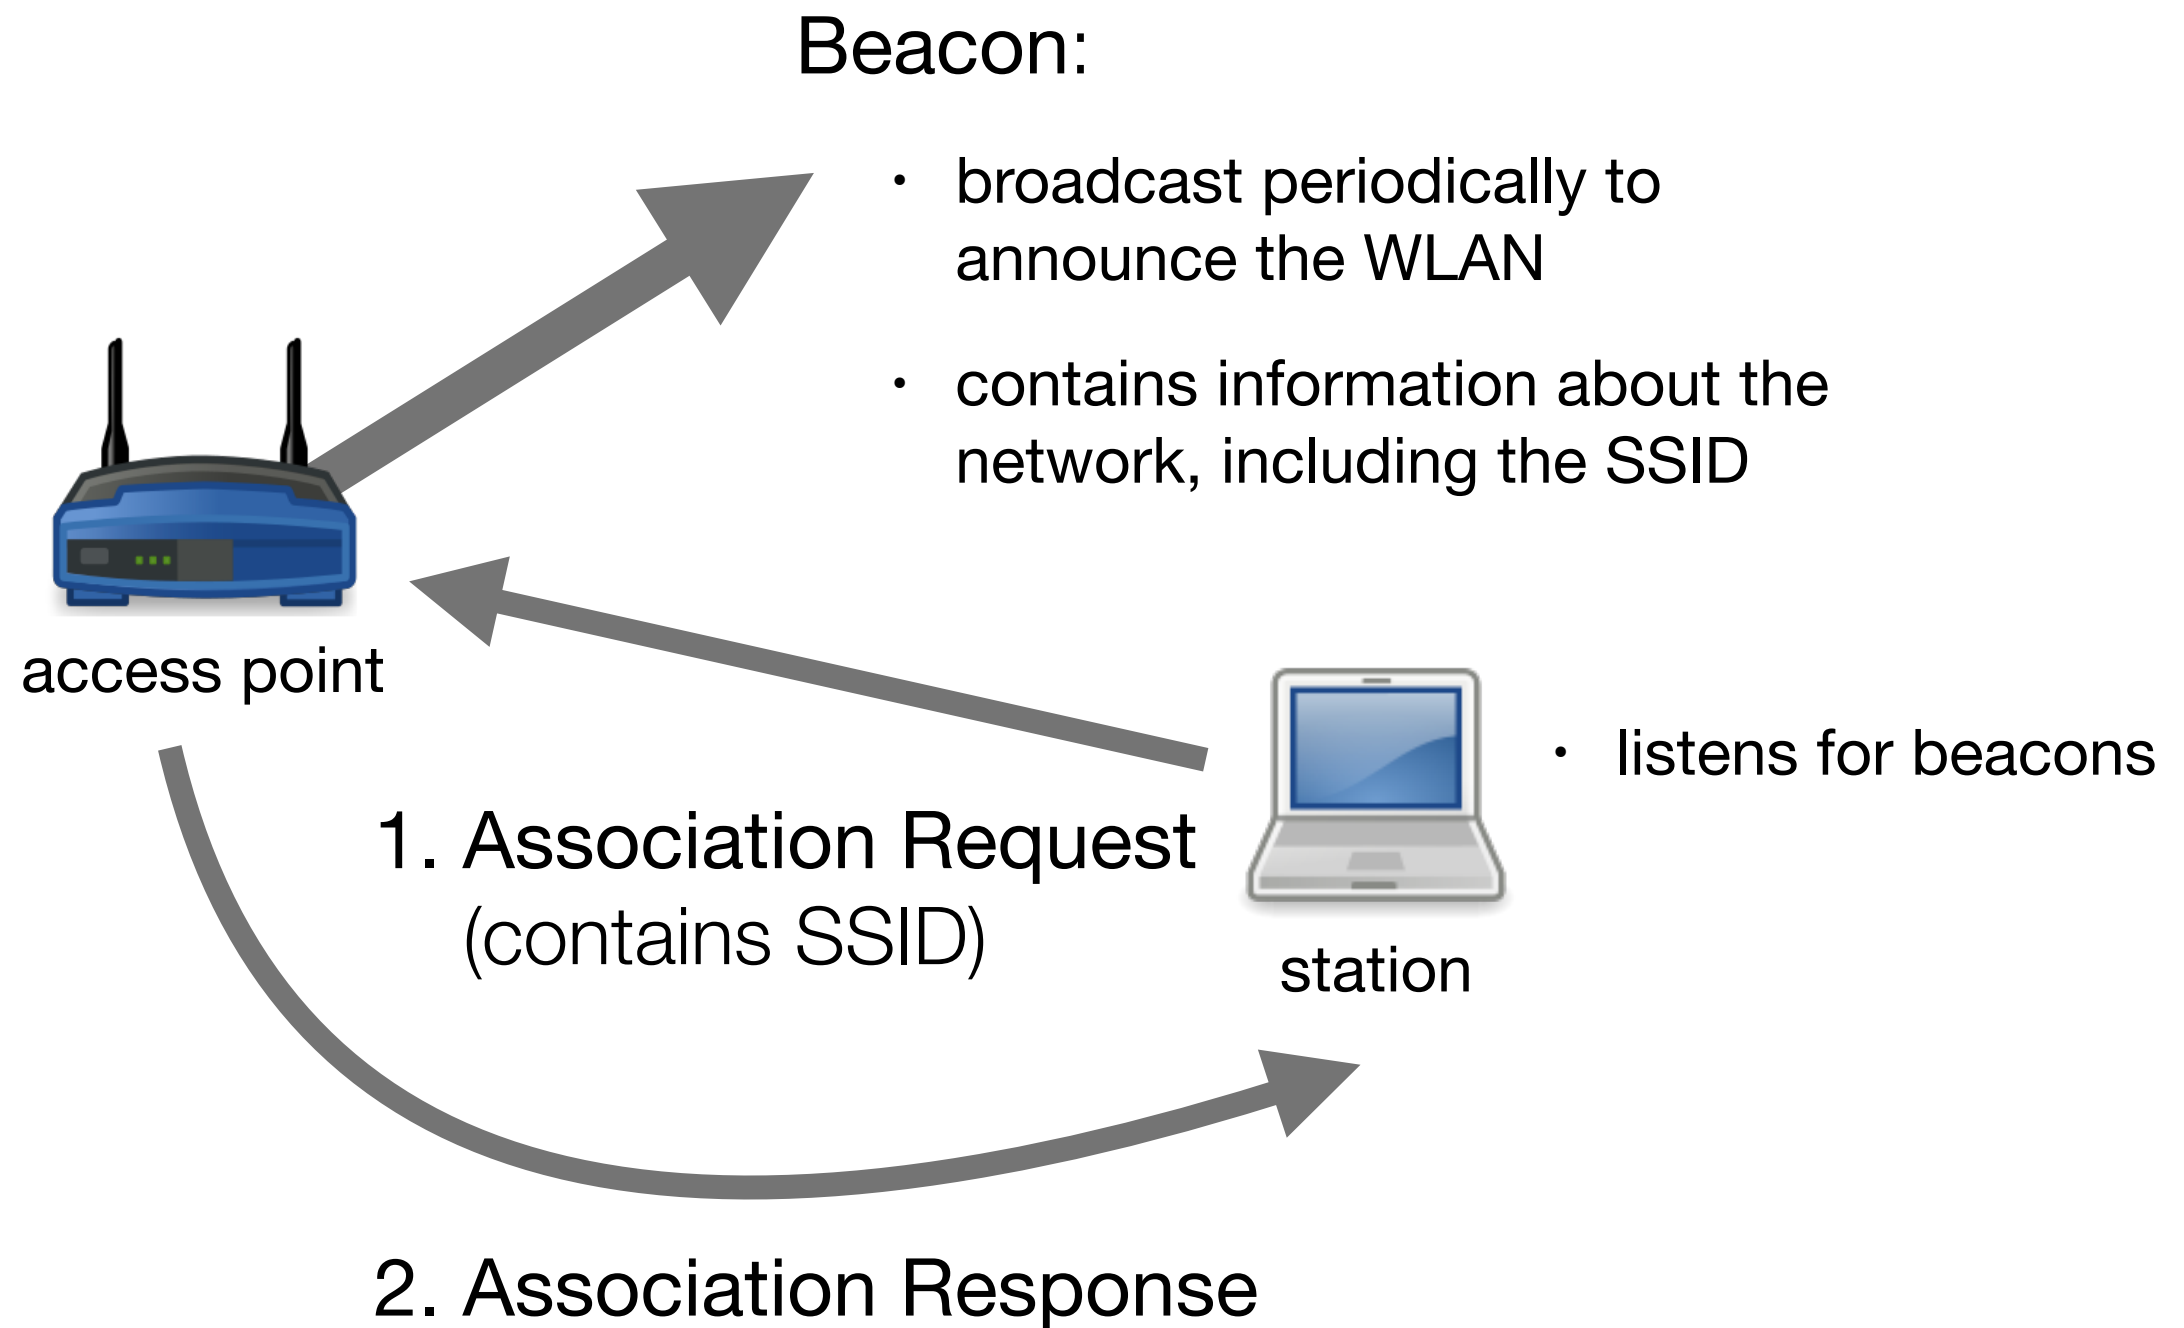 Beacon:
• broadcast periodically to
announce the WLAN
• contains information about the
network, including the SSID
access point
• listens for beacons
1. Association Request
(contains SSID)
station
2. Association Response